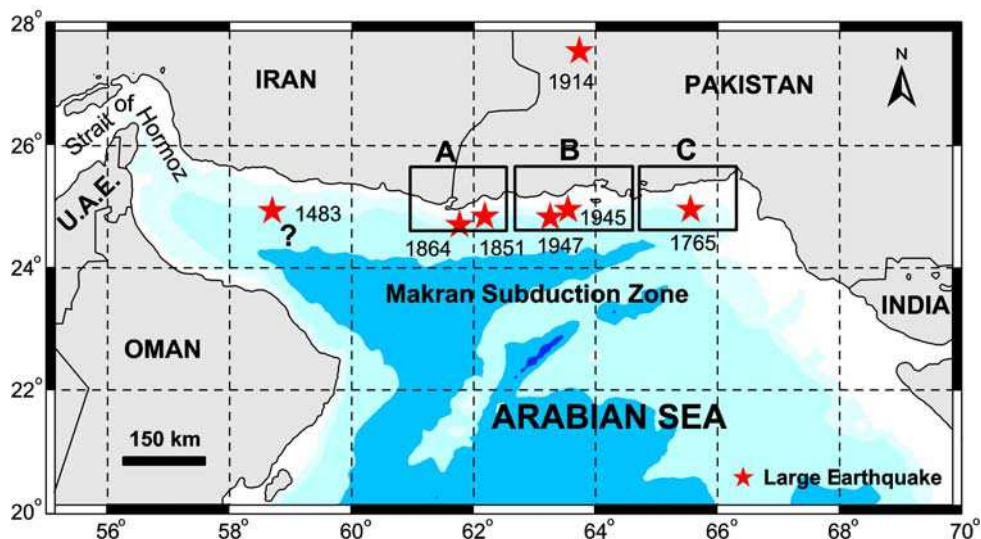 28°
IRAN
1914
PAKISTAN
N
26°
Strait of
Hormoz
A
B
C
U.A.E.
1483
?
1864
1851
1947
1945
1765
24°
Makran Subduction Zone
INDIA
OMAN
22°
ARABIAN SEA
150 km
Large Earthquake
20°
56°
58°
60°
62°
64°
66°
68°
70°